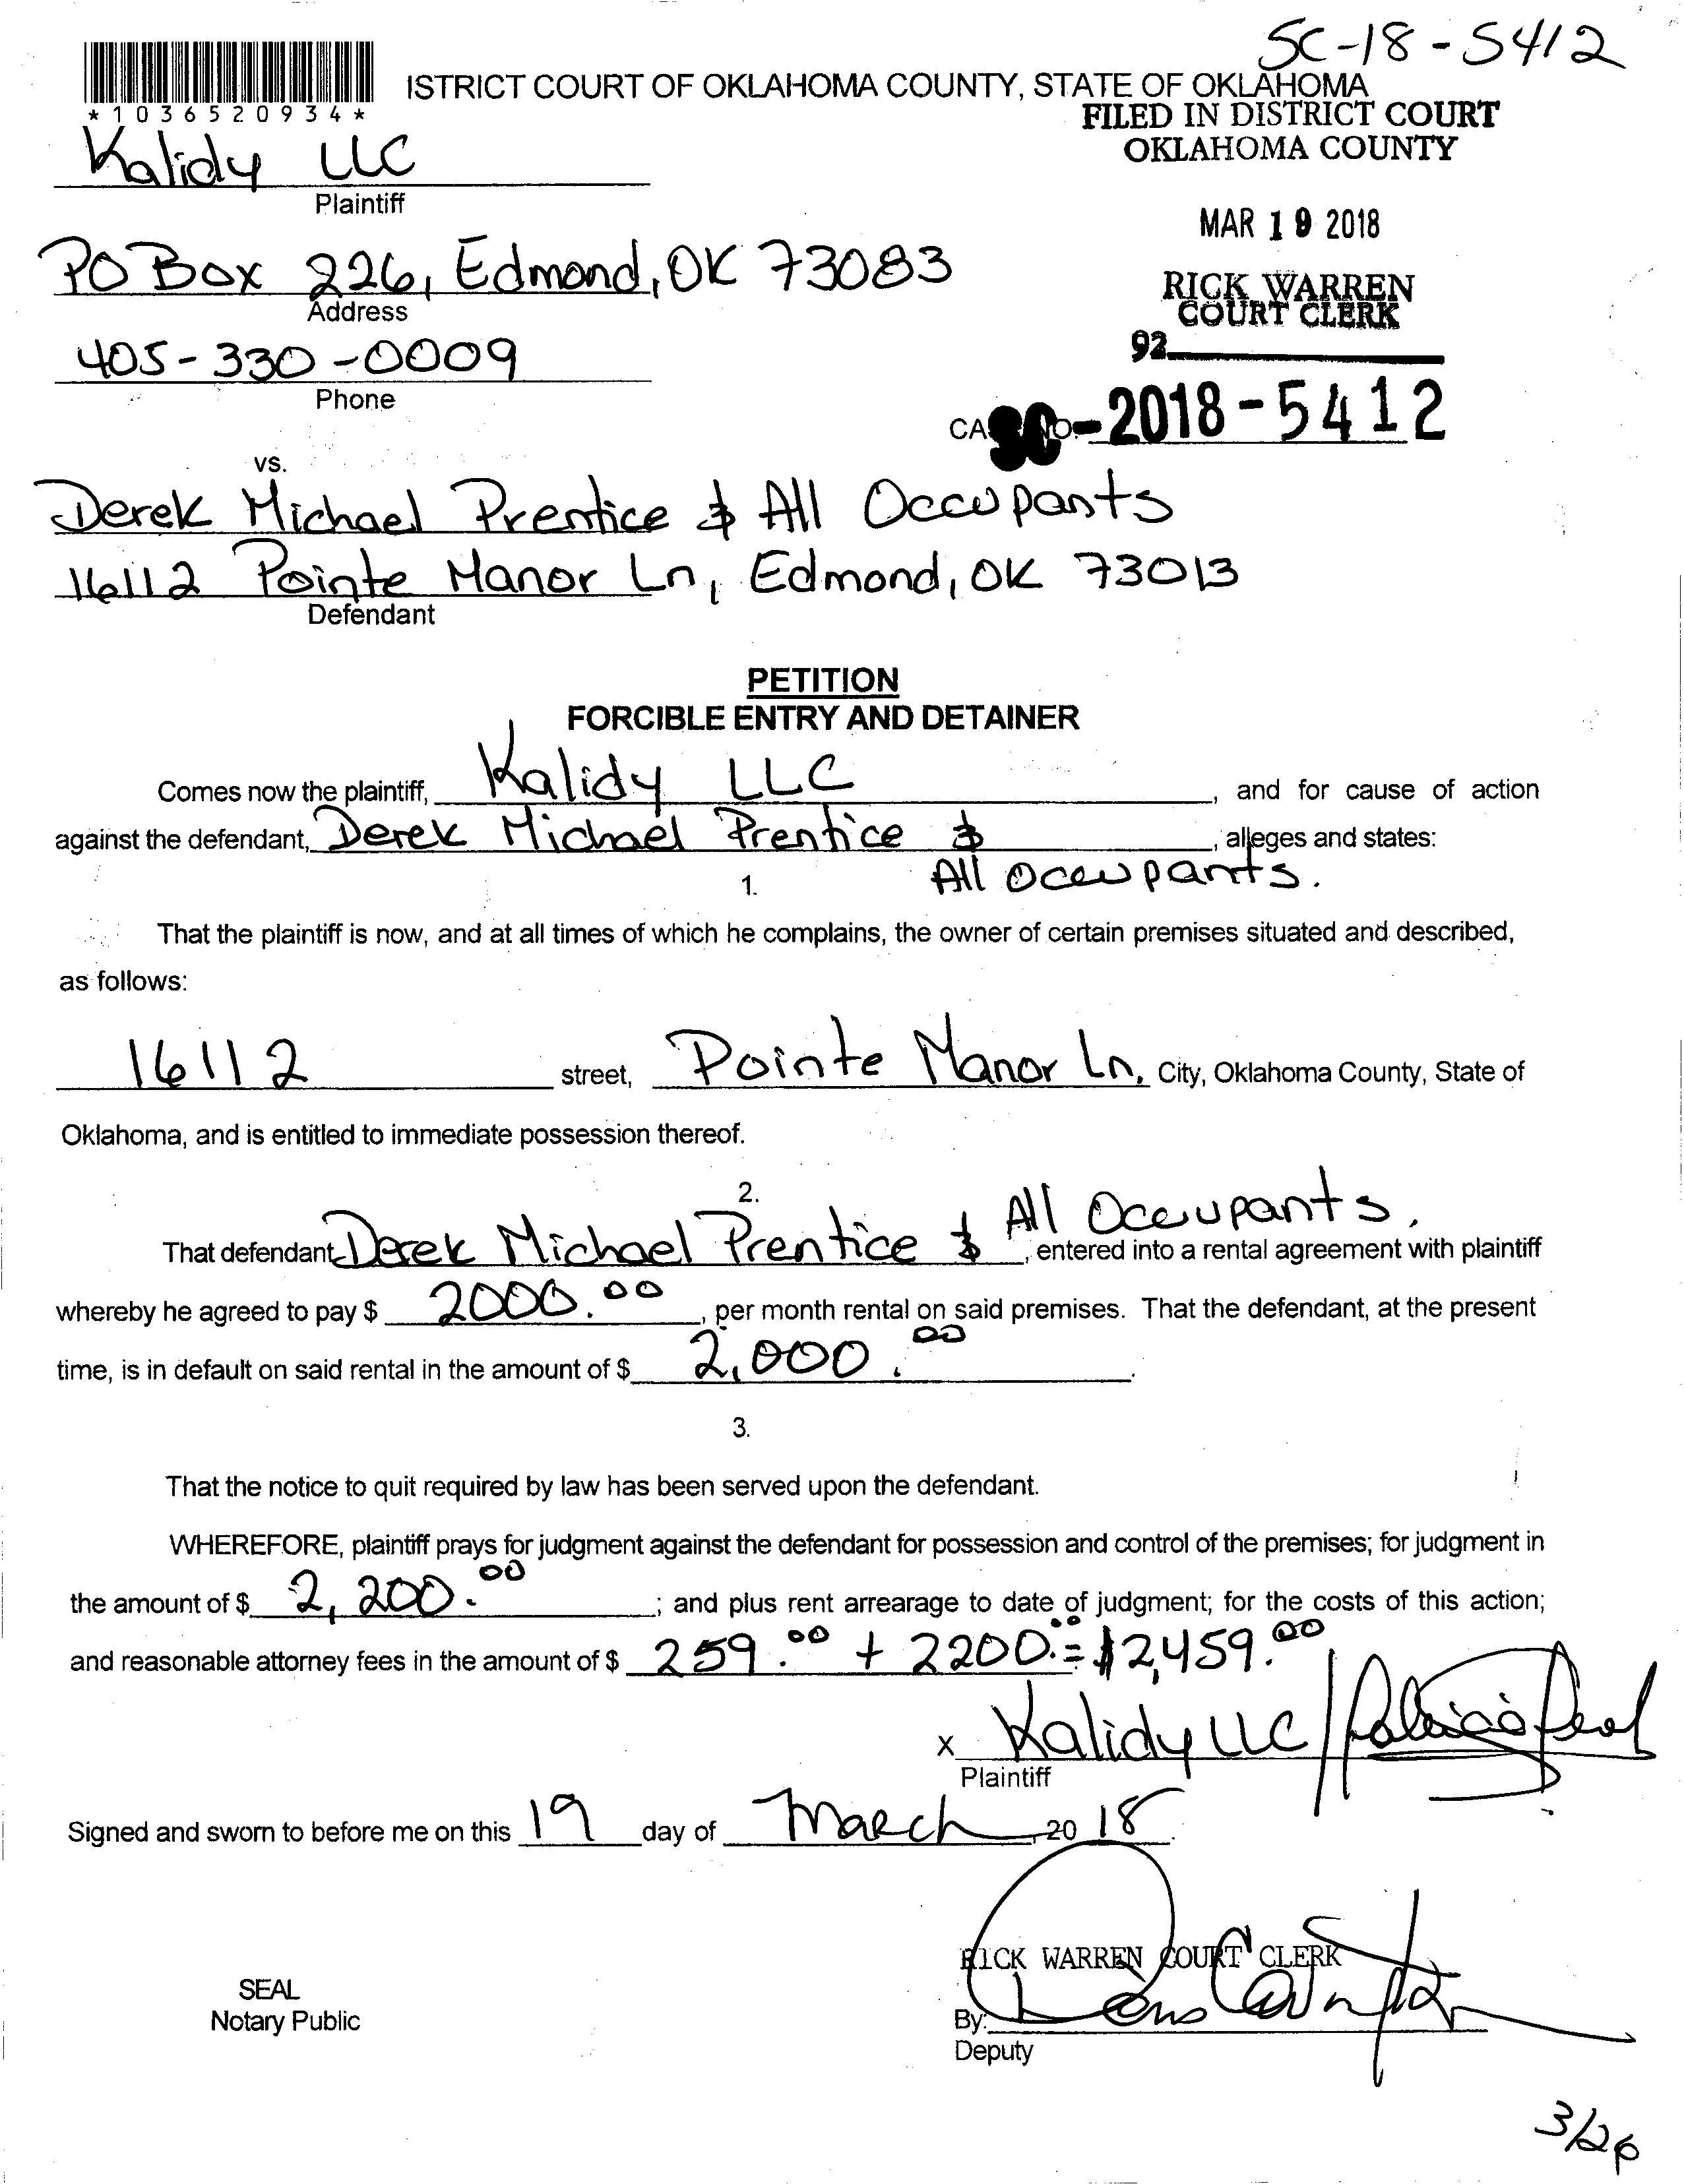 SC-18-5412
ISTRICT COURT OF OKLAHOMA COUNTY, STATE OF OKLAHOMA
*1036520934*
FILED IN DISTRICT COURT
OKLAHOMA COUNTY
Kalidy LLC
Plaintiff
MAR 19 2018
PO Box 226, Edmond, OK 73083
Address
RICK WARREN
COURT CLERK
92
405-330-0009
Phone
CA NO. SC-2018-5412
vs.
Derek Michael Prentice & All Occupants
16112 Pointe Manor Ln, Edmond, OK 73013
Defendant
PETITION
FORCIBLE ENTRY AND DETAINER
Comes now the plaintiff, Kalidy LLC, and for cause of action
against the defendant, Derek Michael Prentice &, alleges and states:
All Occupants.
1.
That the plaintiff is now, and at all times of which he complains, the owner of certain premises situated and described,
as follows:
16112 street, Pointe Manor Ln, City, Oklahoma County, State of
Oklahoma, and is entitled to immediate possession thereof.
2.
All Occupants.
That defendant Derek Michael Prentice &, entered into a rental agreement with plaintiff
whereby he agreed to pay $ 2000.00, per month rental on said premises. That the defendant, at the present
time, is in default on said rental in the amount of $ 2,000.00.
3.
That the notice to quit required by law has been served upon the defendant.
WHEREFORE, plaintiff prays for judgment against the defendant for possession and control of the premises; for judgment in
the amount of $ 2,200.00; and plus rent arrearage to date of judgment; for the costs of this action;
and reasonable attorney fees in the amount of $ 259.00 + 2200.00 = $2,459.00
x Kalidy LLC /
Plaintiff
Signed and sworn to before me on this 19 day of March, 2018.
RICK WARREN COURT CLERK
SEAL
Notary Public
By:
Deputy
3/26